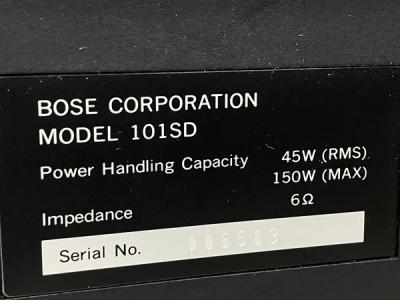 BOSE CORPORATION
MODEL 101SD
Power Handling Capacity 45W (RMS)
150W (MAX)
Impedance 6Ω
Serial No.